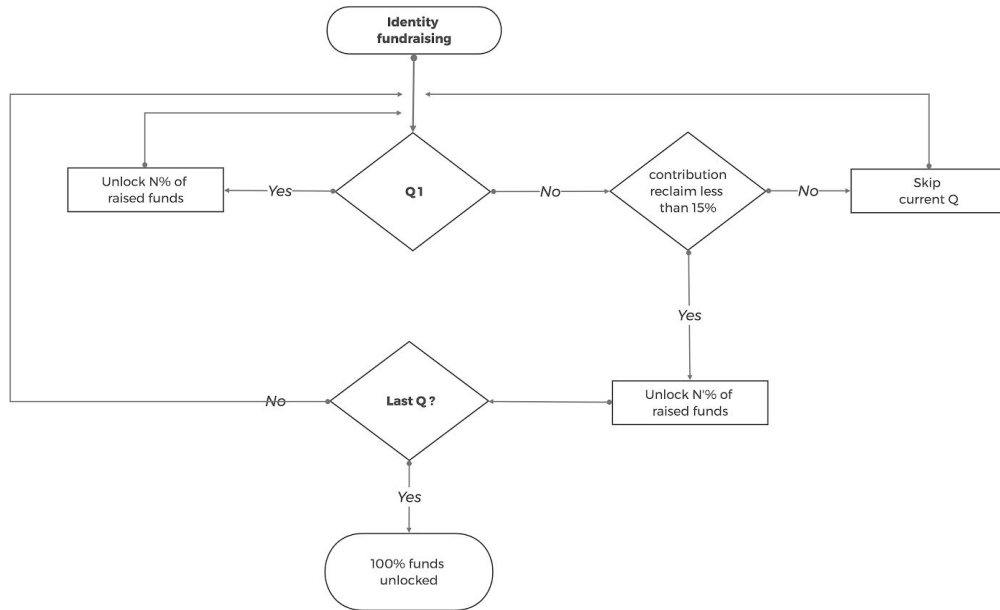 Identity
fundraising
Unlock N% of
raised funds
Yes
Q 1
No
contribution
reclaim less
than 15%
No
Skip
current Q
Yes
Unlock N'% of
raised funds
Last Q ?
No
Yes
100% funds
unlocked